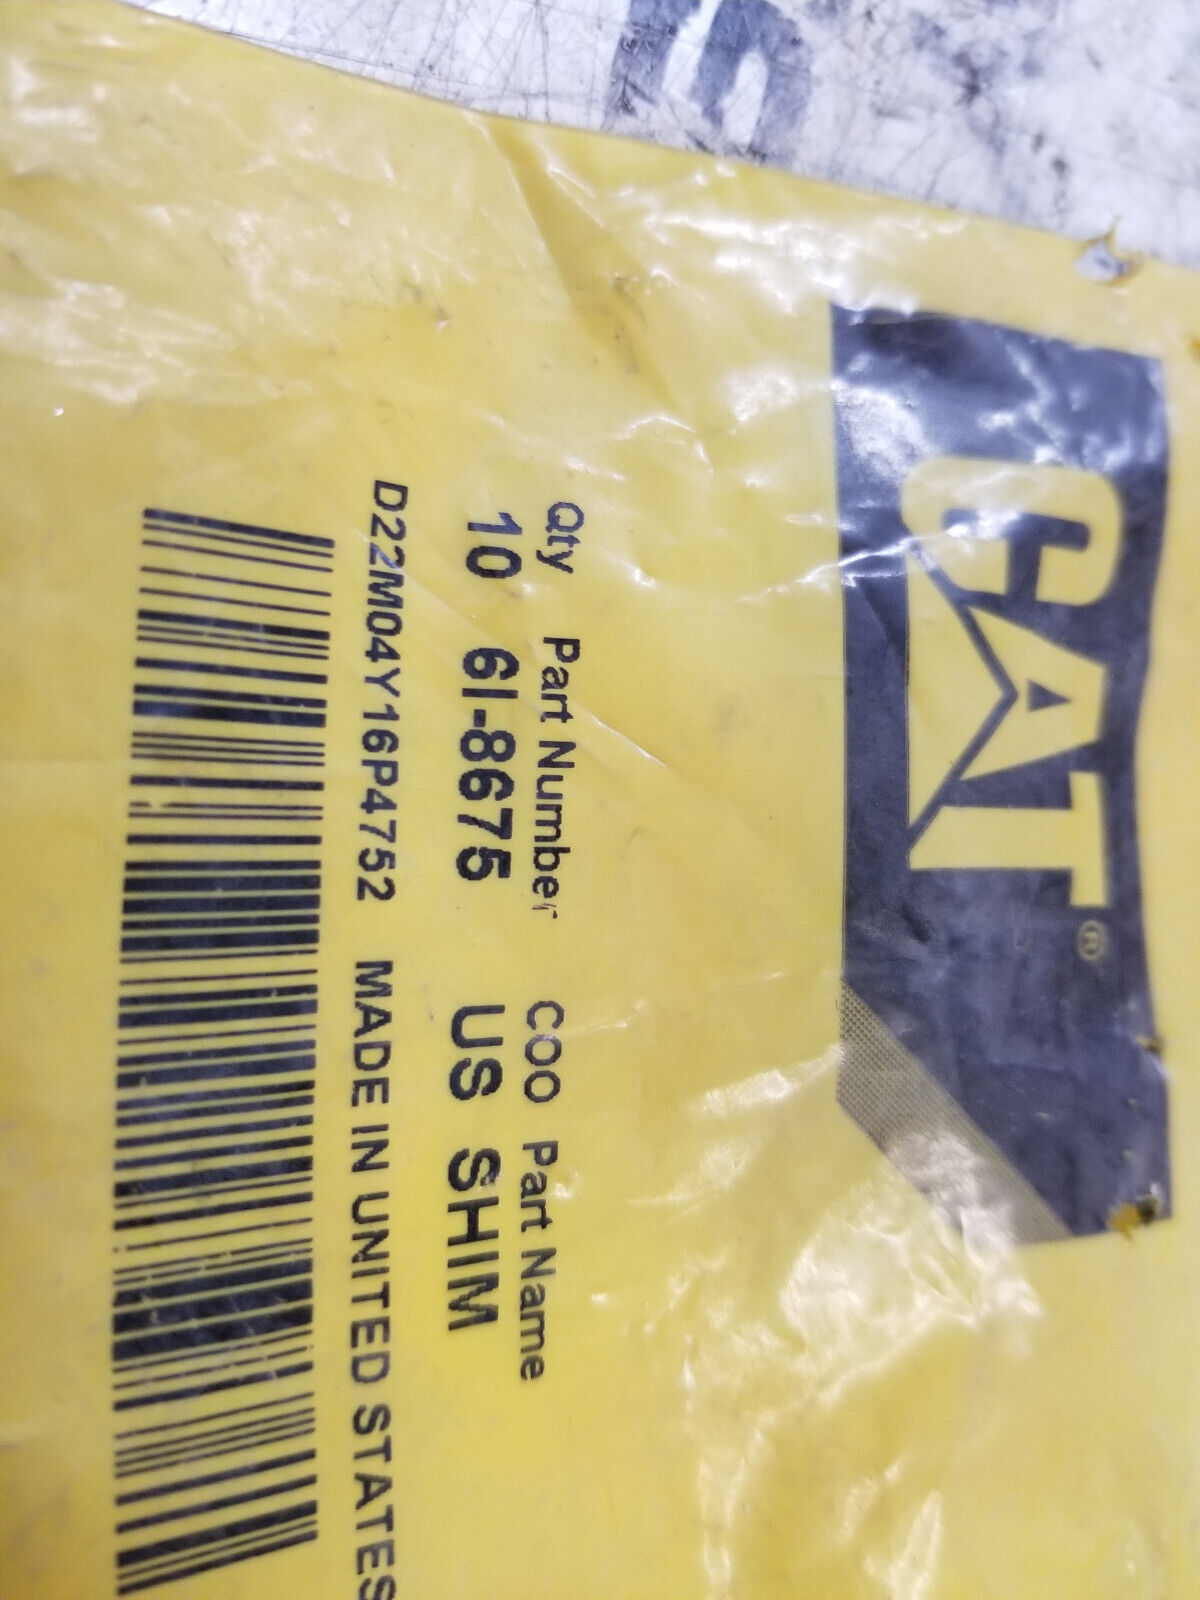 CAT®
Qty Part Number COO Part Name
10 6I-8675 US SHIM
D22M04Y16P4752 MADE IN UNITED STATES